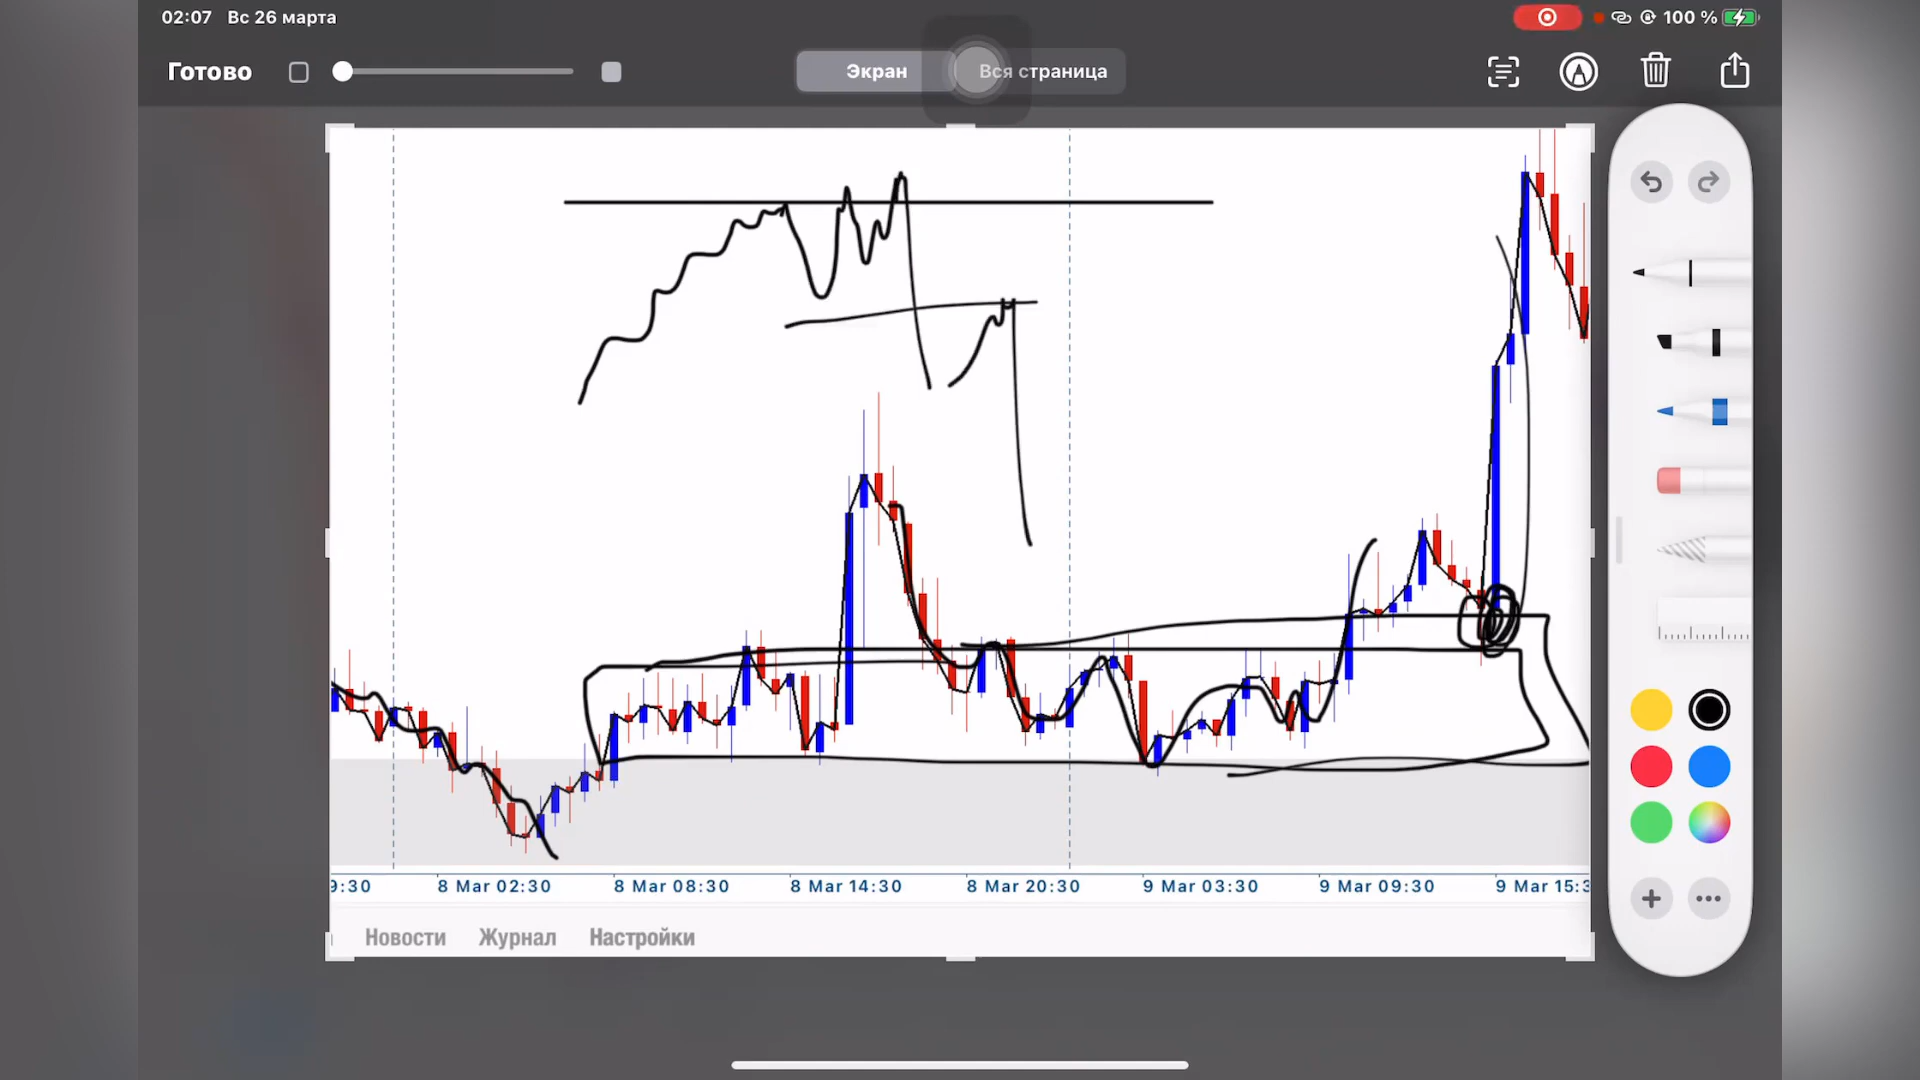 02:07 Вс 26 марта
100 %
Готово
Экран
Вся страница
9:30
8 Mar 02:30
8 Mar 08:30
8 Mar 14:30
8 Mar 20:30
9 Mar 03:30
9 Mar 09:30
9 Mar 15:3
Новости
Журнал
Настройки